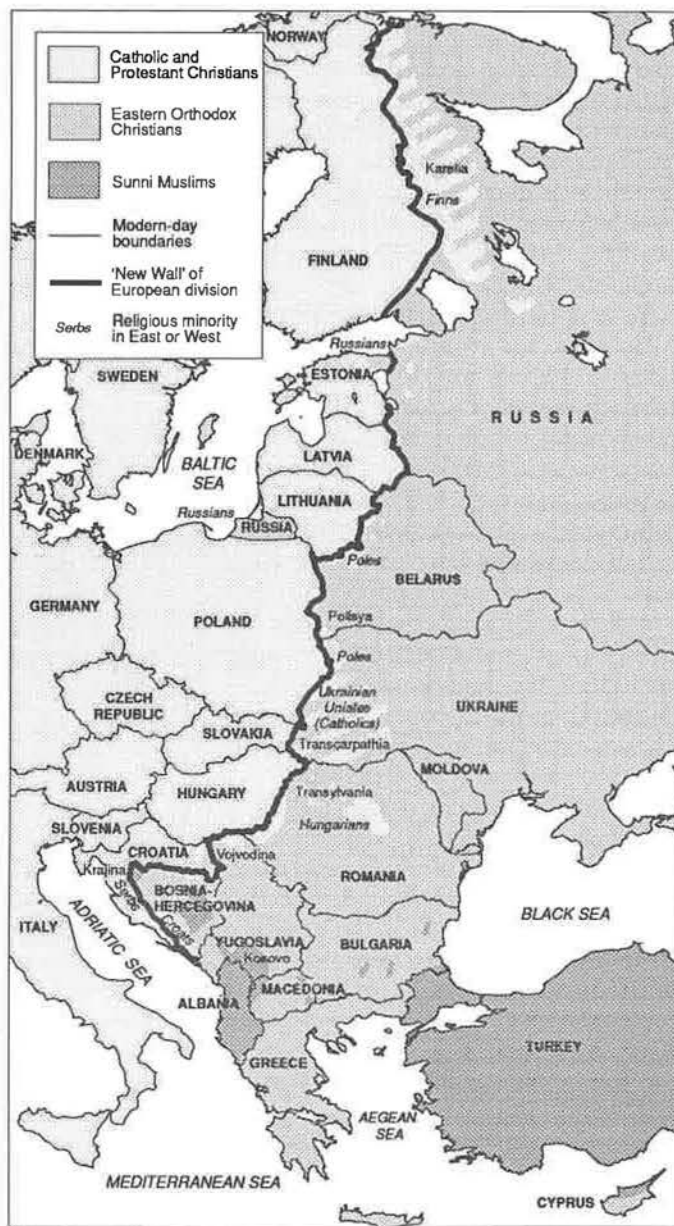 Catholic and
Protestant Christians
Eastern Orthodox
Christians
Sunni Muslims
Modern-day
boundaries
'New Wall' of
European division
Serbs
Religious minority
in East or West
NORWAY
Karelia
Finns
FINLAND
Russians
SWEDEN
ESTONIA
RUSSIA
DENMARK
BALTIC
SEA
LATVIA
LITHUANIA
Russians
RUSSIA
Poles
BELARUS
GERMANY
POLAND
Polisya
Poles
CZECH
REPUBLIC
Ukrainian
Uniates
(Catholics)
UKRAINE
SLOVAKIA
Transcarpathia
AUSTRIA
HUNGARY
MOLDOVA
Transylvania
SLOVENIA
Hungarians
CROATIA
Vojvodina
Krajina
ROMANIA
Serbs
BOSNIA-
HERCEGOVINA
Croats
ITALY
ADRIATIC SEA
BLACK SEA
YUGOSLAVIA
Kosovo
BULGARIA
ALBANIA
MACEDONIA
TURKEY
GREECE
AEGEAN
SEA
MEDITERRANEAN SEA
CYPRUS